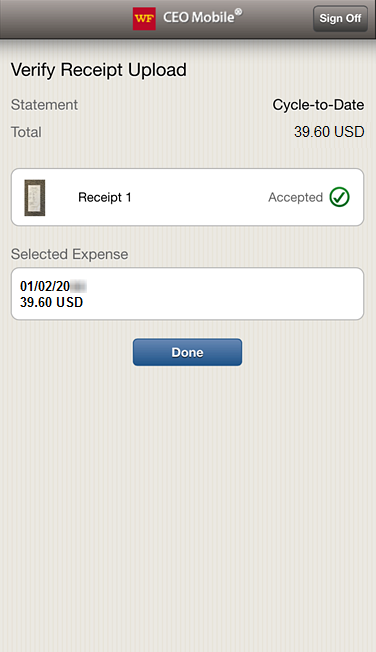 WF CEO Mobile® Sign Off
Verify Receipt Upload
Statement Cycle-to-Date
Total 39.60 USD
Receipt 1 Accepted
Selected Expense
01/02/20
39.60 USD
Done